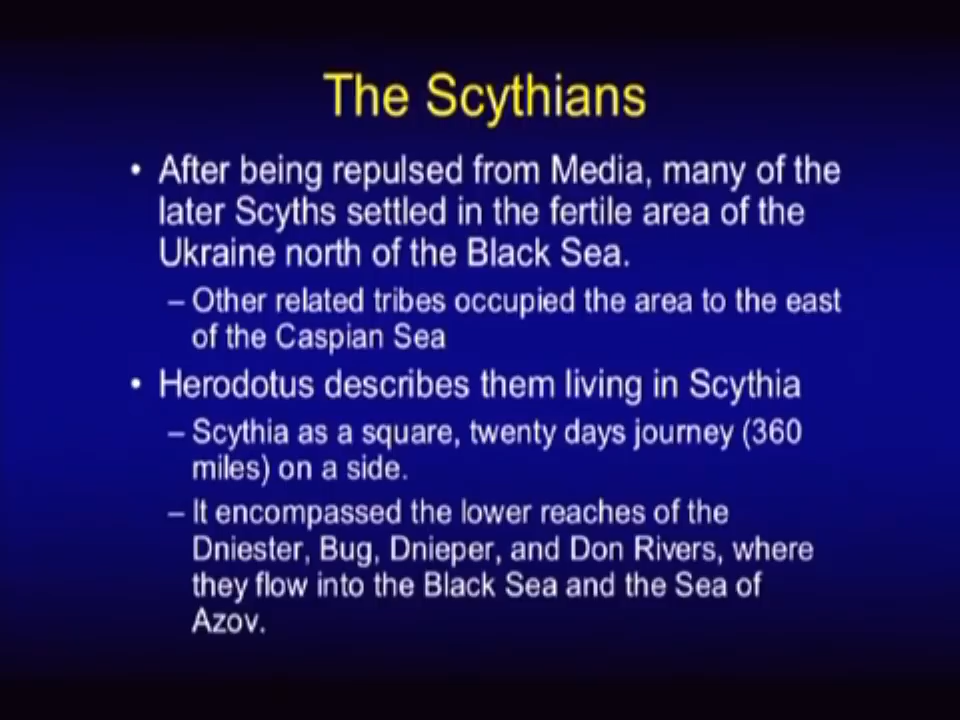 The Scythians
• After being repulsed from Media, many of the
later Scyths settled in the fertile area of the
Ukraine north of the Black Sea.
– Other related tribes occupied the area to the east
of the Caspian Sea
• Herodotus describes them living in Scythia
– Scythia as a square, twenty days journey (360
miles) on a side.
– It encompassed the lower reaches of the
Dniester, Bug, Dnieper, and Don Rivers, where
they flow into the Black Sea and the Sea of
Azov.